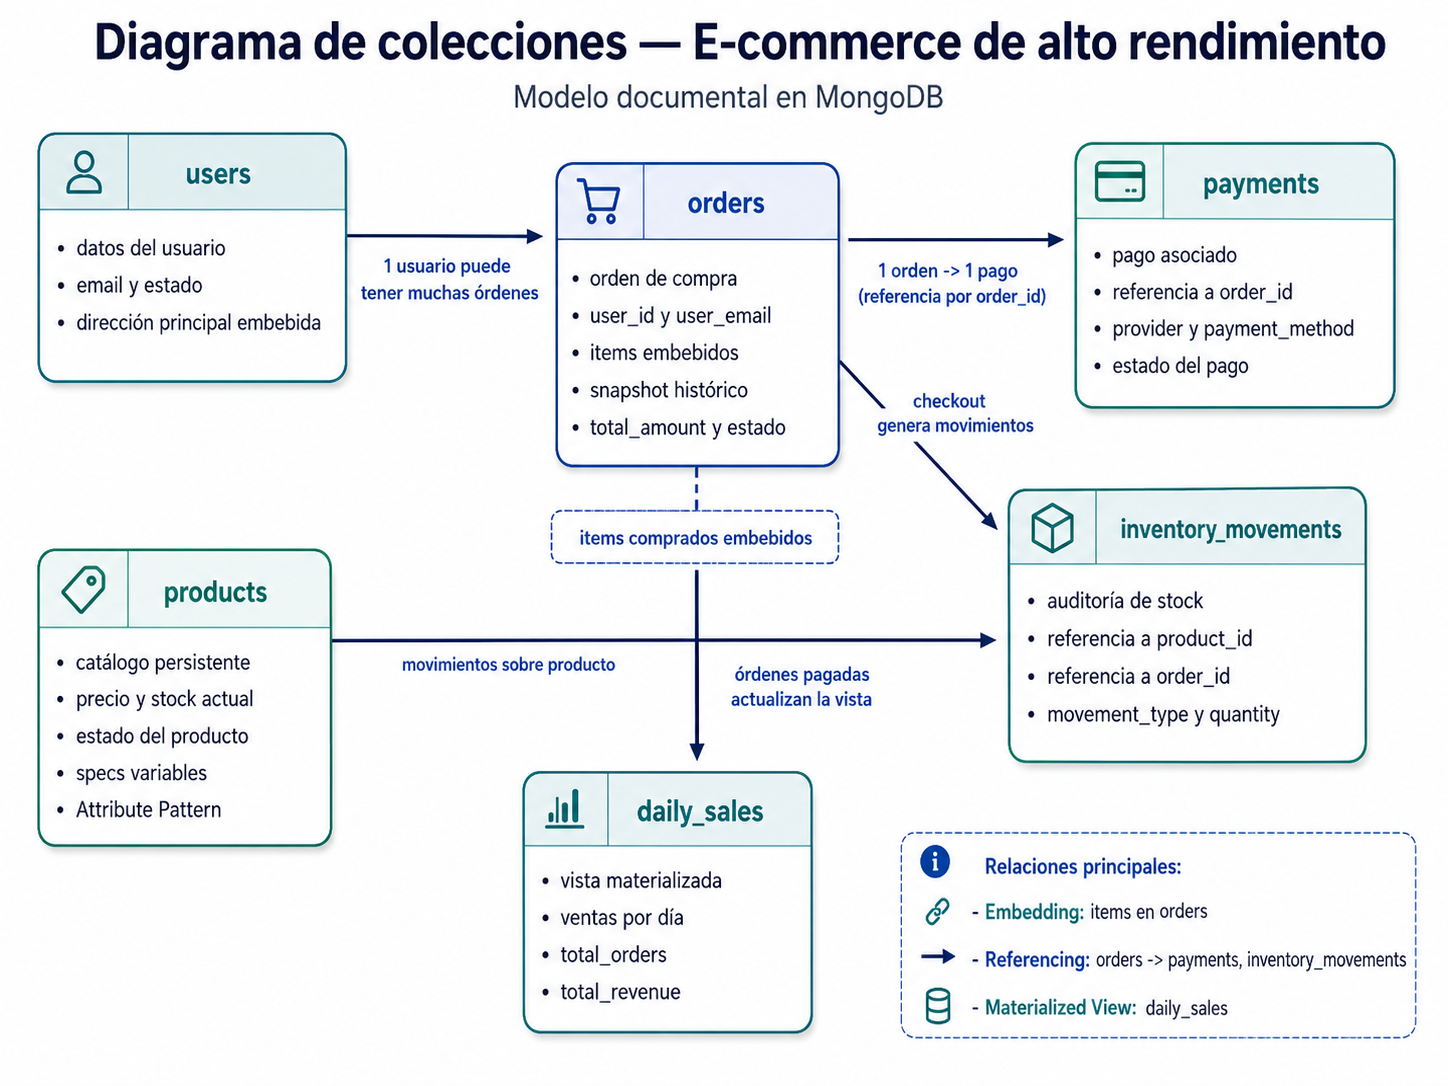 Diagrama de colecciones — E-commerce de alto rendimiento
Modelo documental en MongoDB
users
• datos del usuario
• email y estado
• dirección principal embebida
1 usuario puede
tener muchas órdenes
orders
• orden de compra
• user_id y user_email
• items embebidos
• snapshot histórico
• total_amount y estado
1 orden -> 1 pago
(referencia por order_id)
payments
• pago asociado
• referencia a order_id
• provider y payment_method
• estado del pago
checkout
genera movimientos
items comprados embebidos
inventory_movements
• auditoría de stock
• referencia a product_id
• referencia a order_id
• movement_type y quantity
products
• catálogo persistente
• precio y stock actual
• estado del producto
• specs variables
• Attribute Pattern
movimientos sobre producto
órdenes pagadas
actualizan la vista
daily_sales
• vista materializada
• ventas por día
• total_orders
• total_revenue
i
Relaciones principales:
- Embedding: items en orders
- Referencing: orders -> payments, inventory_movements
- Materialized View: daily_sales